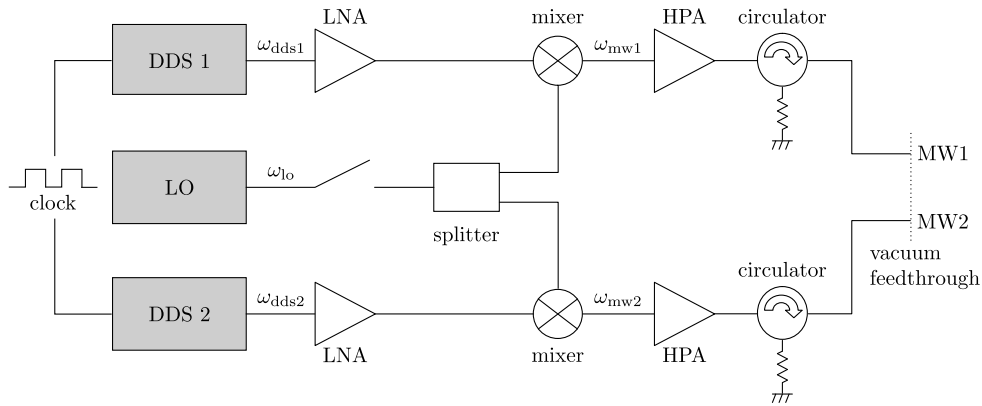 LNA
mixer
HPA
circulator
DDS 1
ω_dds1
ω_mw1
MW1
LO
ω_lo
clock
splitter
MW2
vacuum
feedthrough
circulator
DDS 2
ω_dds2
ω_mw2
LNA
mixer
HPA